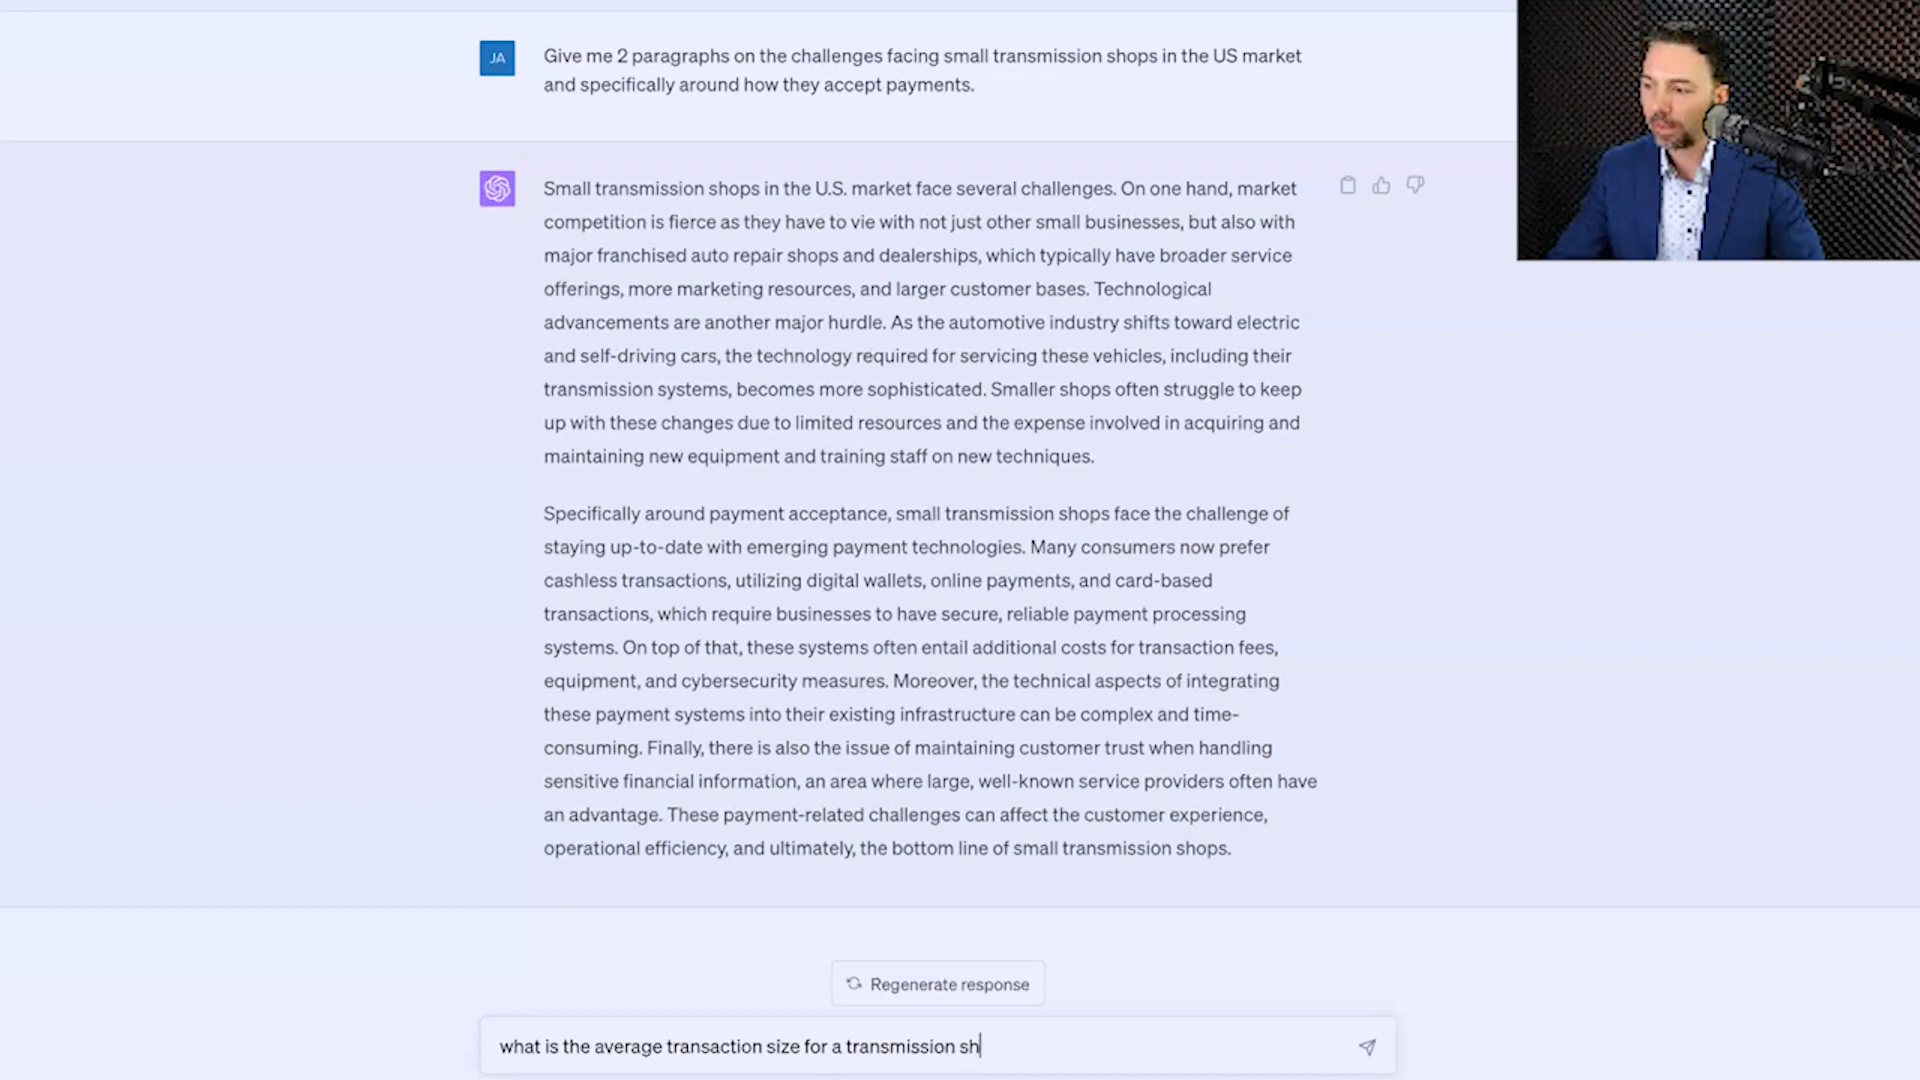 JA
Give me 2 paragraphs on the challenges facing small transmission shops in the US market
and specifically around how they accept payments.
Small transmission shops in the U.S. market face several challenges. On one hand, market
competition is fierce as they have to vie with not just other small businesses, but also with
major franchised auto repair shops and dealerships, which typically have broader service
offerings, more marketing resources, and larger customer bases. Technological
advancements are another major hurdle. As the automotive industry shifts toward electric
and self-driving cars, the technology required for servicing these vehicles, including their
transmission systems, becomes more sophisticated. Smaller shops often struggle to keep
up with these changes due to limited resources and the expense involved in acquiring and
maintaining new equipment and training staff on new techniques.
Specifically around payment acceptance, small transmission shops face the challenge of
staying up-to-date with emerging payment technologies. Many consumers now prefer
cashless transactions, utilizing digital wallets, online payments, and card-based
transactions, which require businesses to have secure, reliable payment processing
systems. On top of that, these systems often entail additional costs for transaction fees,
equipment, and cybersecurity measures. Moreover, the technical aspects of integrating
these payment systems into their existing infrastructure can be complex and time-
consuming. Finally, there is also the issue of maintaining customer trust when handling
sensitive financial information, an area where large, well-known service providers often have
an advantage. These payment-related challenges can affect the customer experience,
operational efficiency, and ultimately, the bottom line of small transmission shops.
Regenerate response
what is the average transaction size for a transmission sh